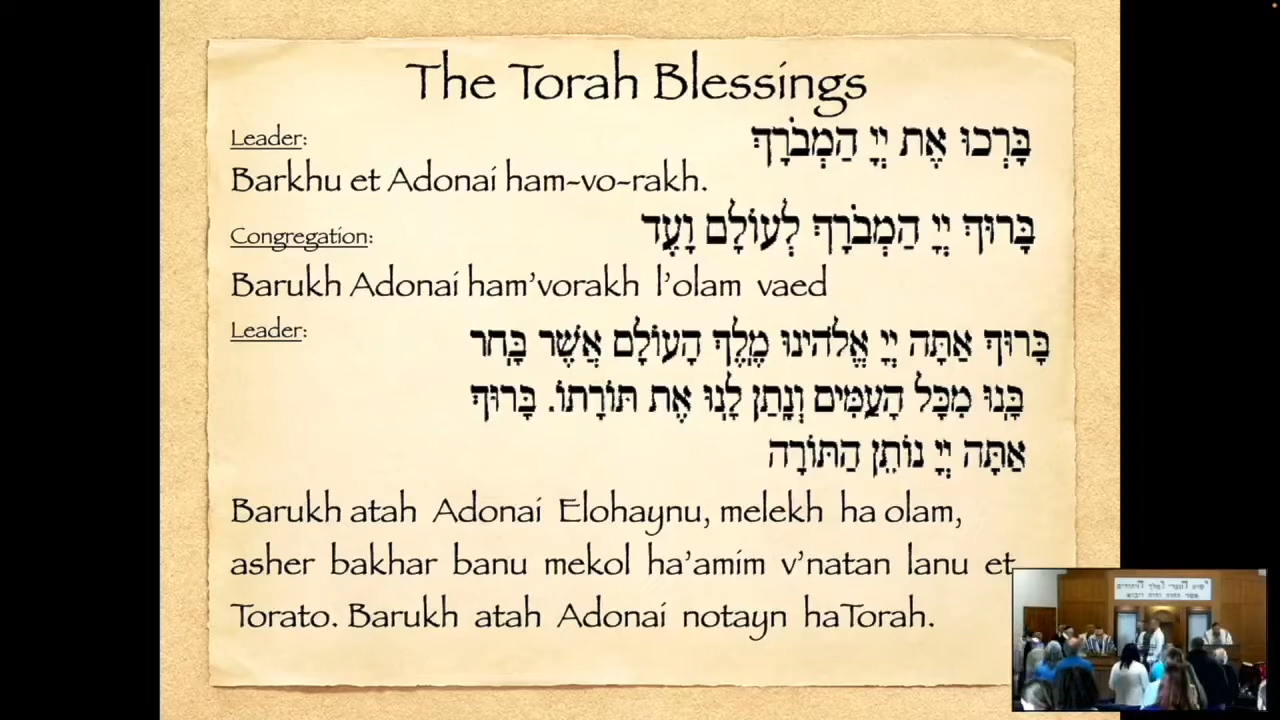 The Torah Blessings
Leader:
בָּרְכוּ אֶת יְיָ הַמְבֹרָךְ
Barkhu et Adonai ham-vo-rakh.
בָּרוּךְ יְיָ הַמְבֹרָךְ לְעוֹלָם וָעֶד
Congregation:
Barukh Adonai ham'vorakh l'olam vaed
Leader:
בָּרוּךְ אַתָּה יְיָ אֱלֹהֵינוּ מֶלֶךְ הָעוֹלָם אֲשֶׁר בָּחַר
בָּנוּ מִכָּל הָעַמִּים וְנָתַן לָנוּ אֶת תּוֹרָתוֹ. בָּרוּךְ
אַתָּה יְיָ נוֹתֵן הַתּוֹרָה
Barukh atah Adonai Elohaynu, melekh ha olam,
asher bakhar banu mekol ha'amim v'natan lanu et
Torato. Barukh atah Adonai notayn haTorah.